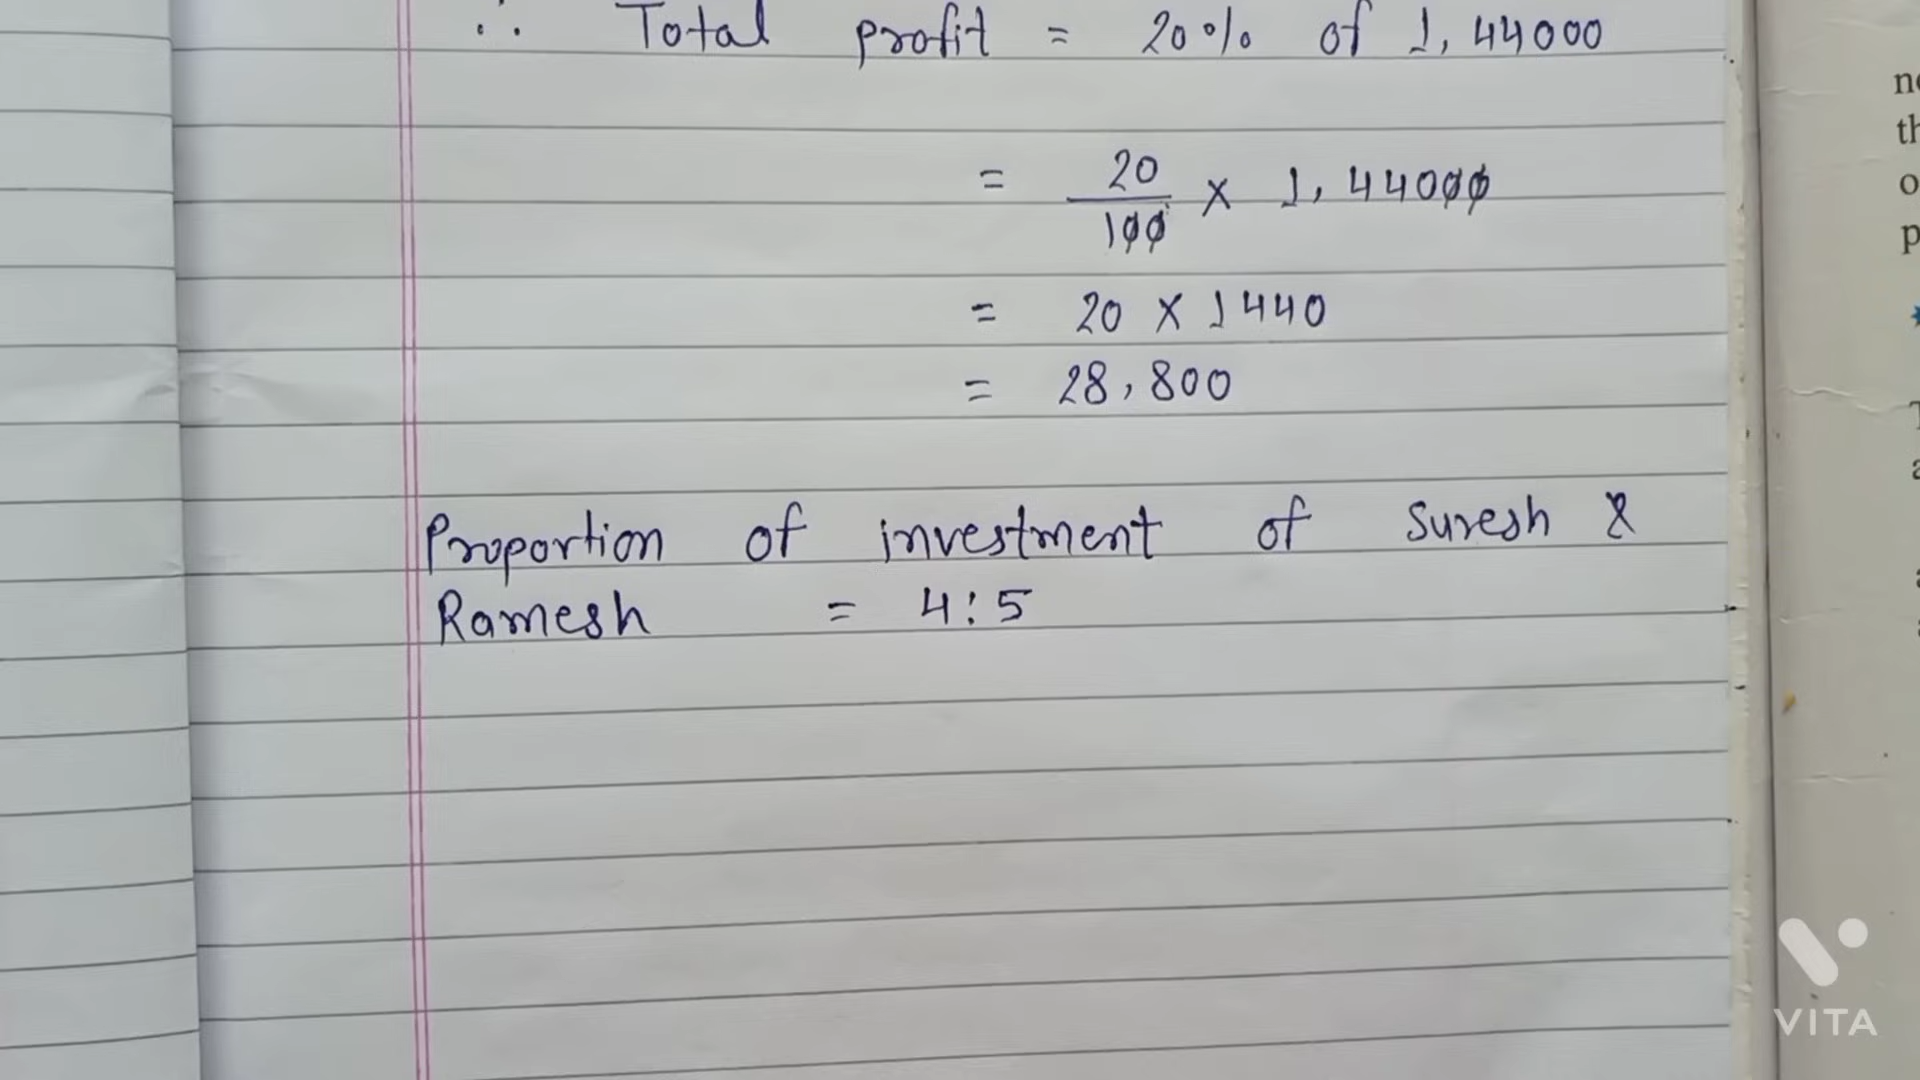 ∴ Total profit = 20% of 1,44000
= 20/100 × 1,44000
= 20 × 1440
= 28,800
Proportion of investment of Suresh &
Ramesh = 4:5
VITA